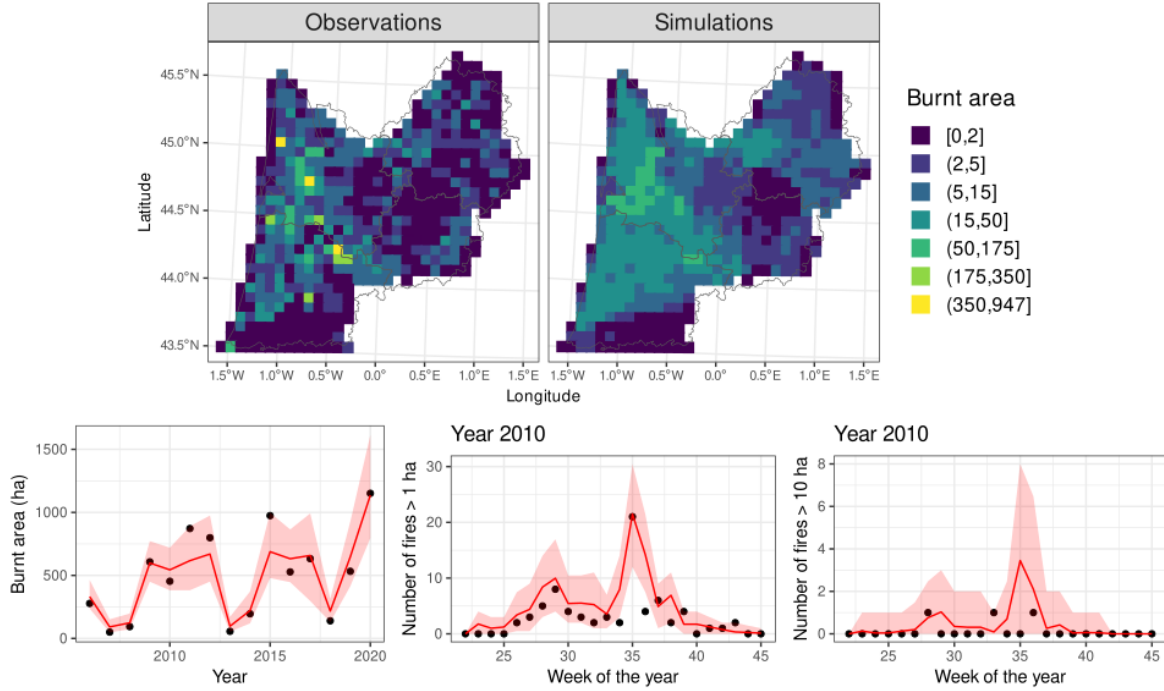 Observations
Simulations
45.5°N
45.0°N
44.5°N
44.0°N
43.5°N
Latitude
1.5°W 1.0°W 0.5°W 0.0° 0.5°E 1.0°E 1.5°E
1.5°W 1.0°W 0.5°W 0.0° 0.5°E 1.0°E 1.5°E
Longitude
Burnt area
[0,2]
(2,5]
(5,15]
(15,50]
(50,175]
(175,350]
(350,947]
Burnt area (ha)
1500
1000
500
0
2010 2015 2020
Year
Year 2010
Number of fires > 1 ha
30
20
10
0
25 30 35 40 45
Week of the year
Year 2010
Number of fires > 10 ha
8
6
4
2
0
25 30 35 40 45
Week of the year